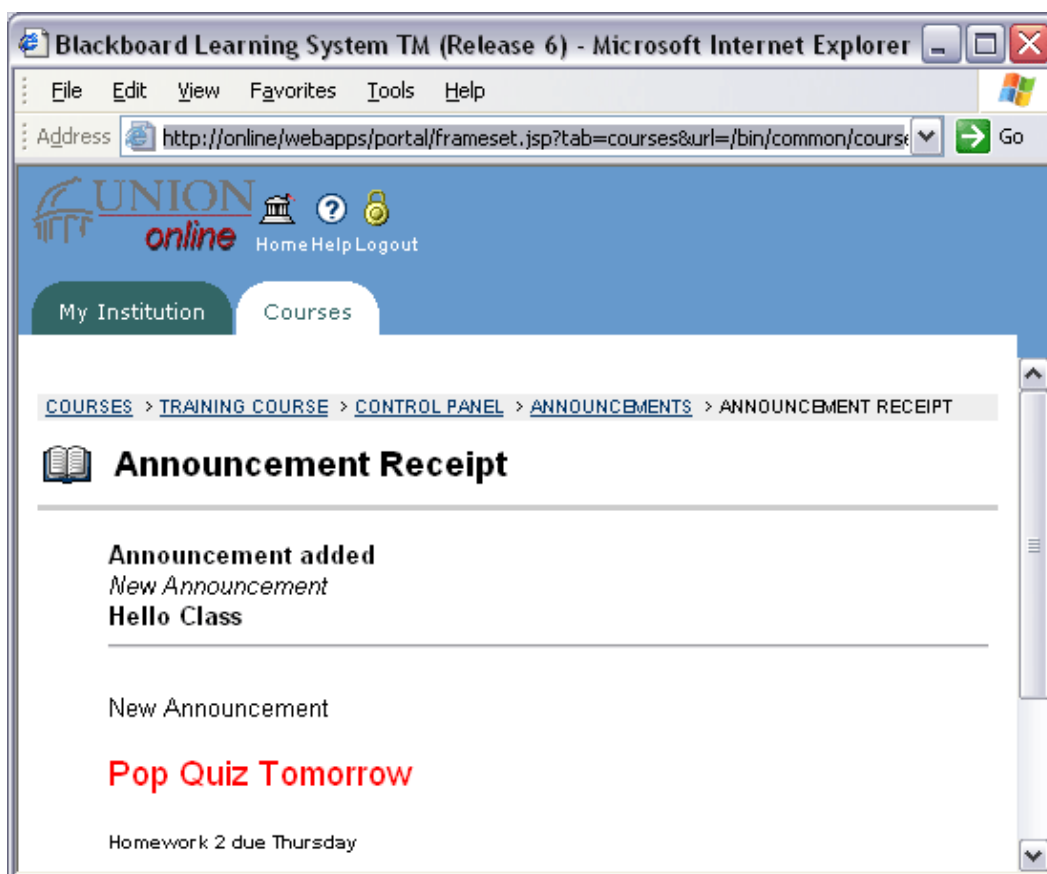 Blackboard Learning System TM (Release 6) - Microsoft Internet Explorer
File Edit View Favorites Tools Help
Address http://online/webapps/portal/frameset.jsp?tab=courses&url=/bin/common/course Go
UNION
online
Home Help Logout
My Institution Courses
COURSES > TRAINING COURSE > CONTROL PANEL > ANNOUNCEMENTS > ANNOUNCEMENT RECEIPT
Announcement Receipt
Announcement added
New Announcement
Hello Class
New Announcement
Pop Quiz Tomorrow
Homework 2 due Thursday